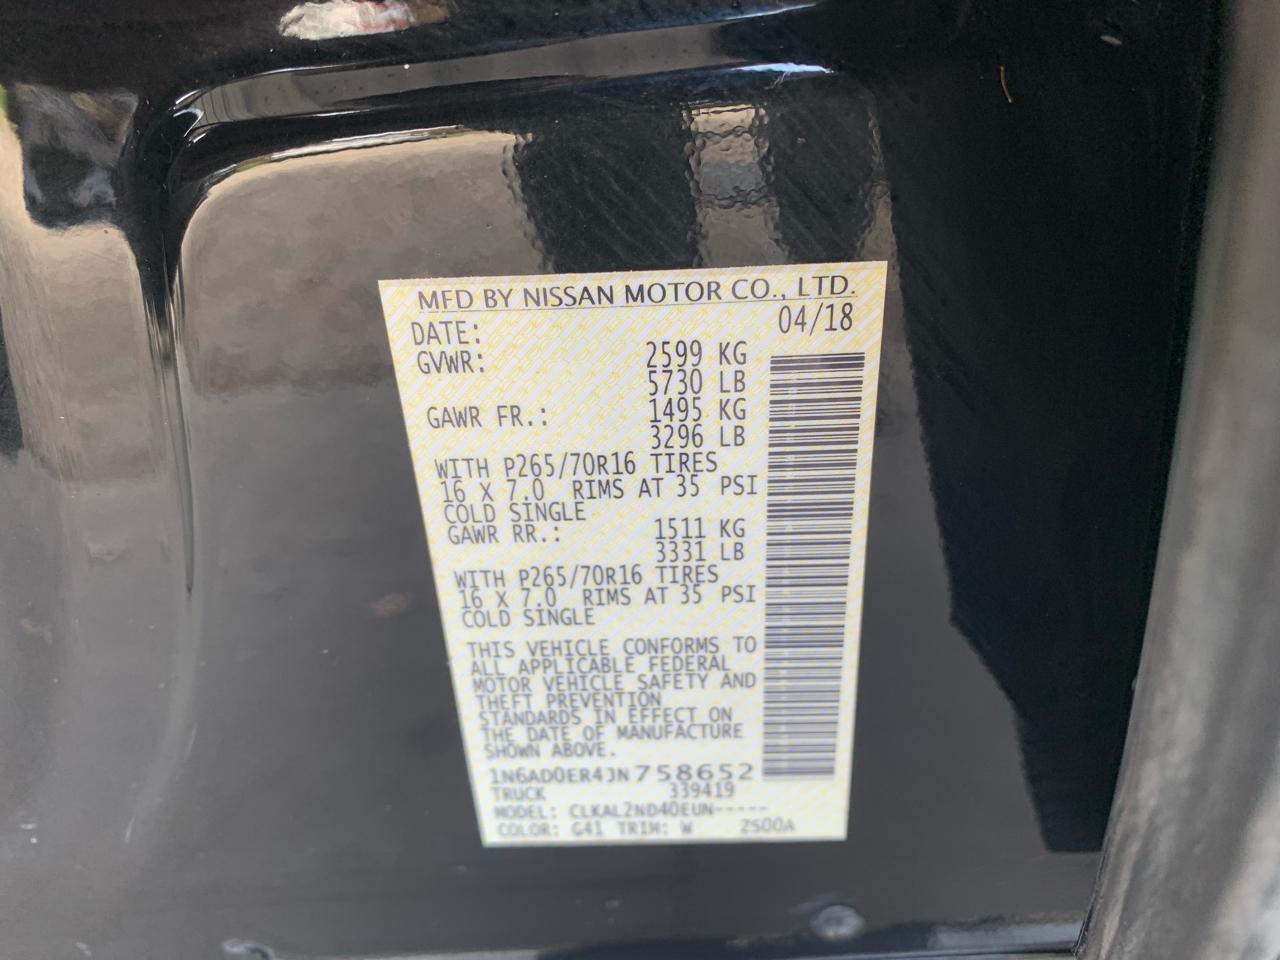 MFD BY NISSAN MOTOR CO., LTD.
DATE: 04/18
GVWR: 2599 KG
5730 LB
GAWR FR.: 1495 KG
3296 LB
WITH P265/70R16 TIRES
16 X 7.0 RIMS AT 35 PSI
COLD SINGLE
GAWR RR.: 1511 KG
3331 LB
WITH P265/70R16 TIRES
16 X 7.0 RIMS AT 35 PSI
COLD SINGLE
THIS VEHICLE CONFORMS TO
ALL APPLICABLE FEDERAL
MOTOR VEHICLE SAFETY AND
THEFT PREVENTION
STANDARDS IN EFFECT ON
THE DATE OF MANUFACTURE
SHOWN ABOVE.
1N6AD0ER4JN758652
TRUCK 339419
MODEL: CLKAL2ND40EUN-----
COLOR: G41 TRIM: W ZS00A